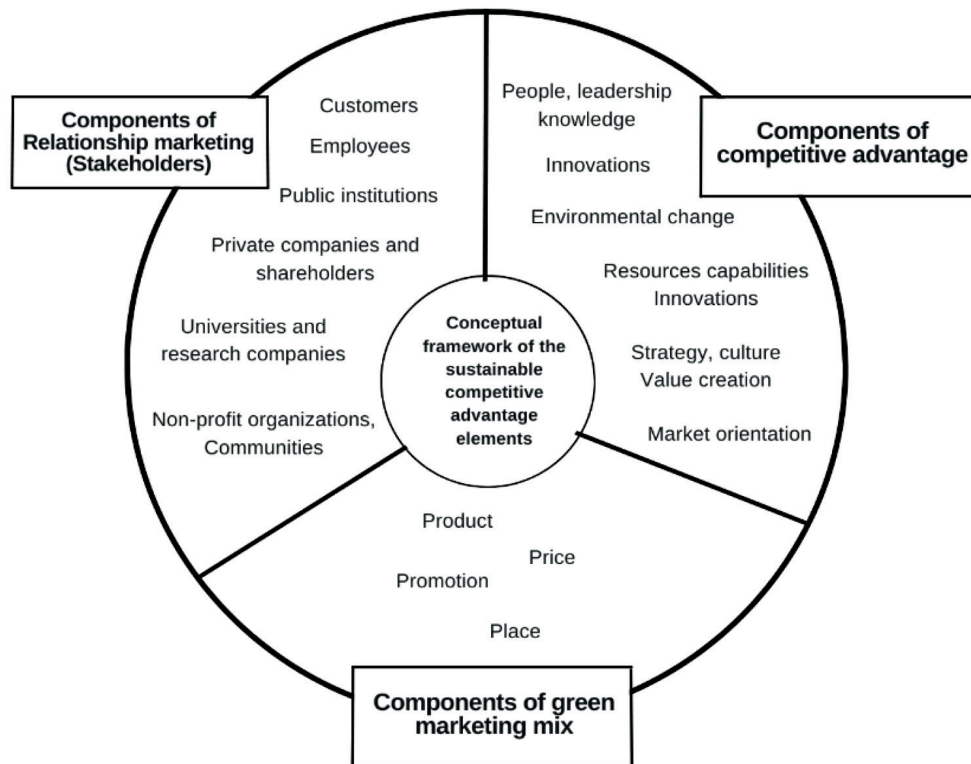 Components of
Relationship marketing
(Stakeholders)
Customers
Employees
Public institutions
Private companies and
shareholders
Universities and
research companies
Non-profit organizations,
Communities
People, leadership
knowledge
Innovations
Environmental change
Resources capabilities
Innovations
Strategy, culture
Value creation
Market orientation
Components of
competitive advantage
Conceptual
framework of the
sustainable
competitive
advantage
elements
Product
Price
Promotion
Place
Components of green
marketing mix